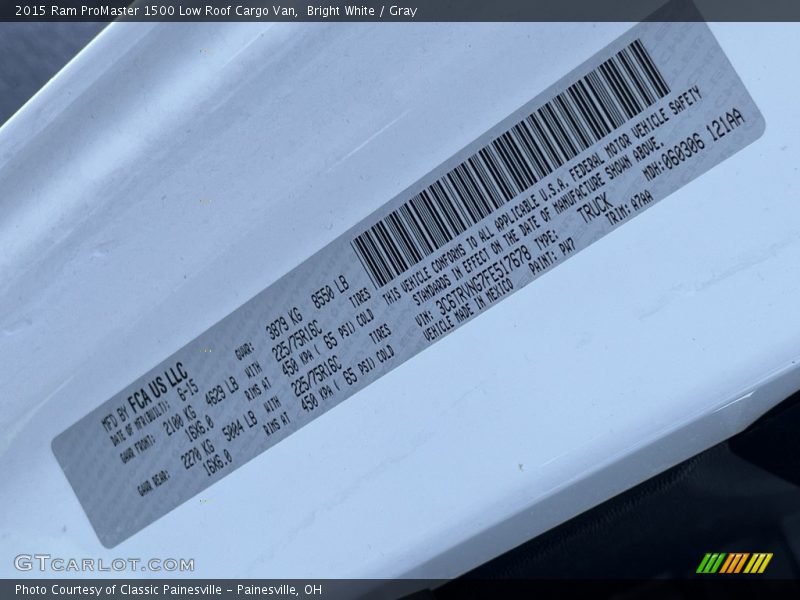 2015 Ram ProMaster 1500 Low Roof Cargo Van,  Bright White / Gray
MFD BY FCA US LLC
DATE OF MFR(BUILT): 6-15
GVWR: 3879 KG 8550 LB
GAWR FRONT: 2100 KG 4629 LB WITH 225/75R16C TIRES
16X6.0 RIMS AT 450 KPA ( 65 PSI) COLD
GAWR REAR: 2270 KG 5004 LB WITH 225/75R16C TIRES
16X6.0 RIMS AT 450 KPA ( 65 PSI) COLD
THIS VEHICLE CONFORMS TO ALL APPLICABLE U.S.A. FEDERAL MOTOR VEHICLE SAFETY
STANDARDS IN EFFECT ON THE DATE OF MANUFACTURE SHOWN ABOVE.
MDH:060306 121AA
VIN: 3C6TRVNG7FE517678 TYPE: TRUCK
VEHICLE MADE IN MEXICO PAINT: PW7 TRIM: A7AA
GTCARLOT.COM
Photo Courtesy of Classic Painesville - Painesville, OH